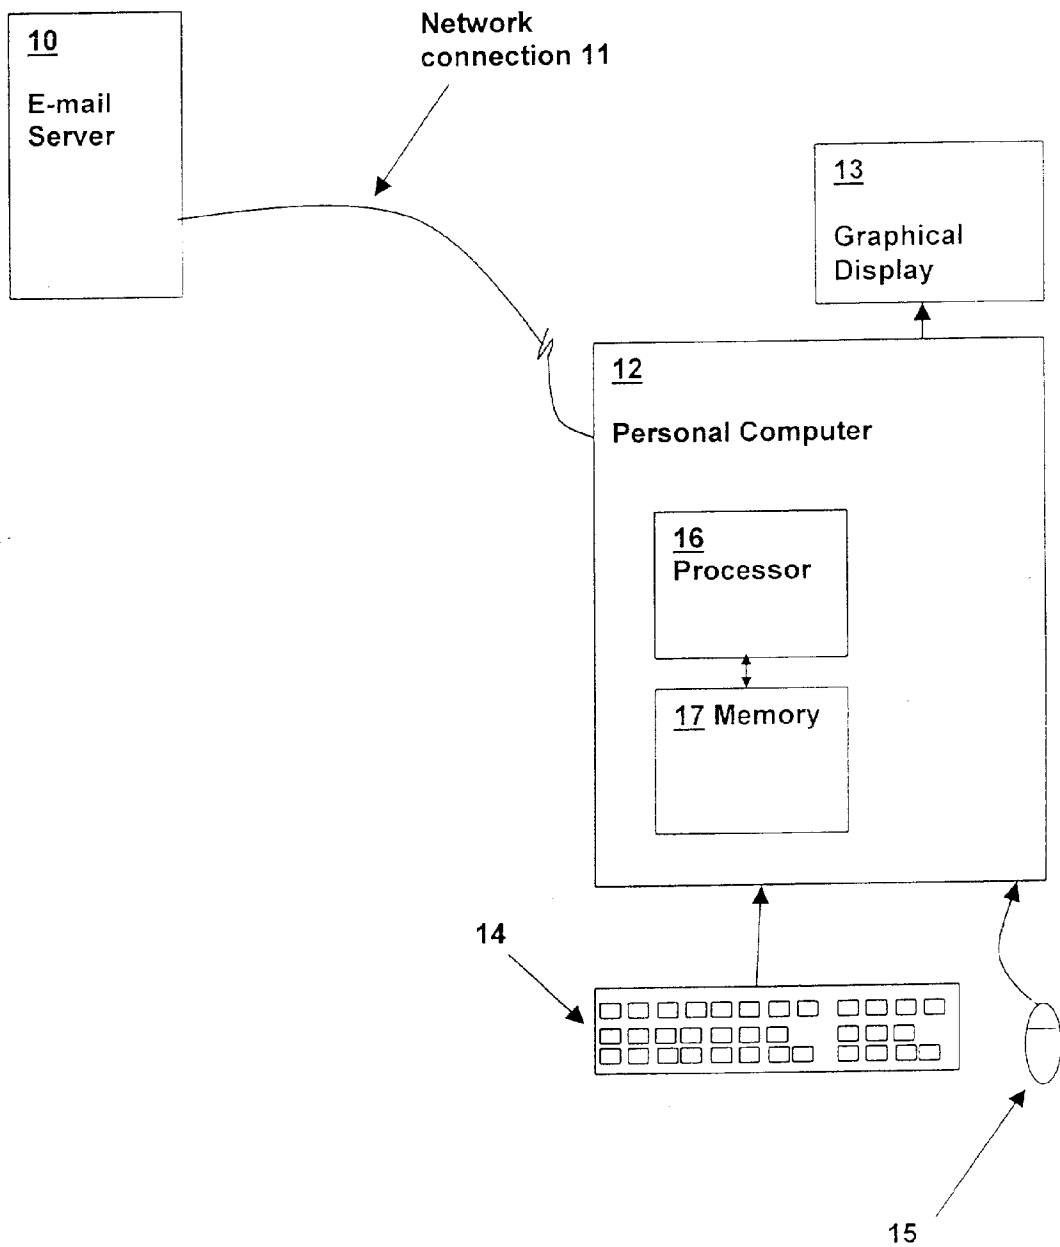 10
E-mail
Server
Network
connection 11
13
Graphical
Display
12
Personal Computer
16
Processor
17 Memory
14
15